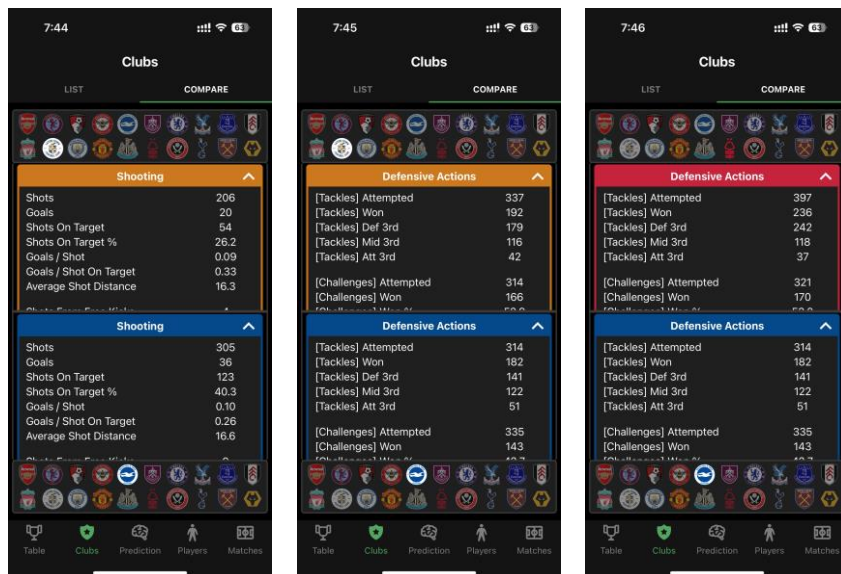 7:44
63
Clubs
LIST COMPARE
Shooting
Shots 206
Goals 20
Shots On Target 54
Shots On Target % 26.2
Goals / Shot 0.09
Goals / Shot On Target 0.33
Average Shot Distance 16.3
Shooting
Shots 305
Goals 36
Shots On Target 123
Shots On Target % 40.3
Goals / Shot 0.10
Goals / Shot On Target 0.26
Average Shot Distance 16.6
Table Clubs Prediction Players Matches
7:45
63
Clubs
LIST COMPARE
Defensive Actions
[Tackles] Attempted 337
[Tackles] Won 192
[Tackles] Def 3rd 179
[Tackles] Mid 3rd 116
[Tackles] Att 3rd 42
[Challenges] Attempted 314
[Challenges] Won 166
Defensive Actions
[Tackles] Attempted 314
[Tackles] Won 182
[Tackles] Def 3rd 141
[Tackles] Mid 3rd 122
[Tackles] Att 3rd 51
[Challenges] Attempted 335
[Challenges] Won 143
Table Clubs Prediction Players Matches
7:46
63
Clubs
LIST COMPARE
Defensive Actions
[Tackles] Attempted 397
[Tackles] Won 236
[Tackles] Def 3rd 242
[Tackles] Mid 3rd 118
[Tackles] Att 3rd 37
[Challenges] Attempted 321
[Challenges] Won 170
Defensive Actions
[Tackles] Attempted 314
[Tackles] Won 182
[Tackles] Def 3rd 141
[Tackles] Mid 3rd 122
[Tackles] Att 3rd 51
[Challenges] Attempted 335
[Challenges] Won 143
Table Clubs Prediction Players Matches